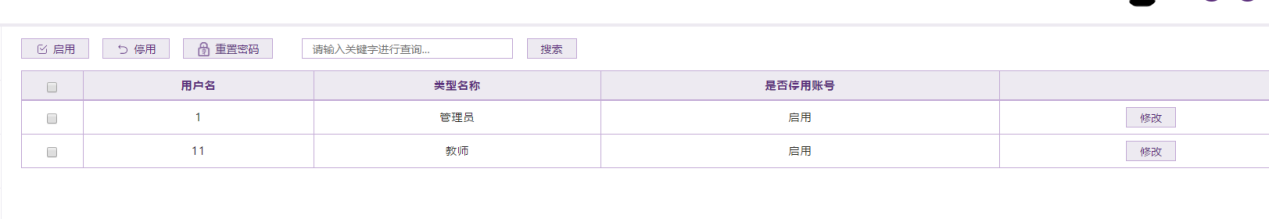 启用 停用 重置密码 请输入关键字进行查询... 搜索
用户名 类型名称 是否停用账号
1 管理员 启用 修改
11 教师 启用 修改